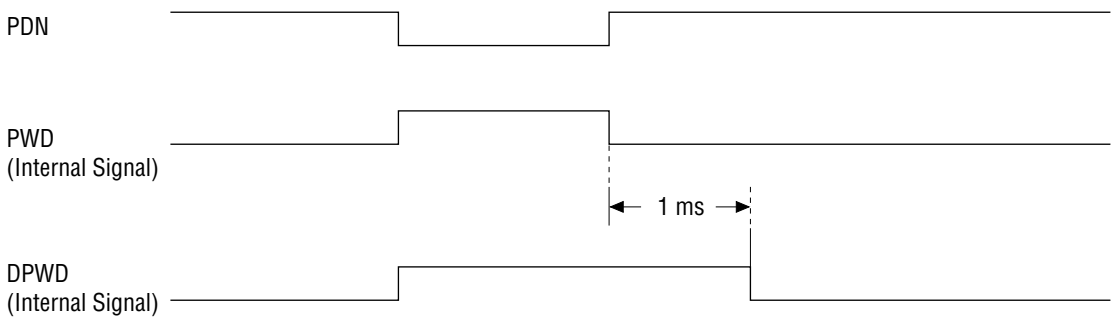 PDN
PWD
(Internal Signal)
1 ms
DPWD
(Internal Signal)